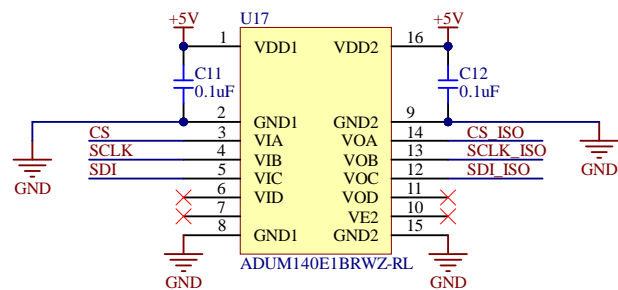 +5V U17 +5V
1 VDD1 VDD2 16
C11 C12
0.1uF 0.1uF
2 GND1 GND2 9
CS 3 VIA VOA 14 CS_ISO
SCLK 4 VIB VOB 13 SCLK_ISO
SDI 5 VIC VOC 12 SDI_ISO
GND 6 VID VOD 11 GND
7 VE2 10
8 GND1 GND2 15
ADUM140E1BRWZ-RL
GND GND